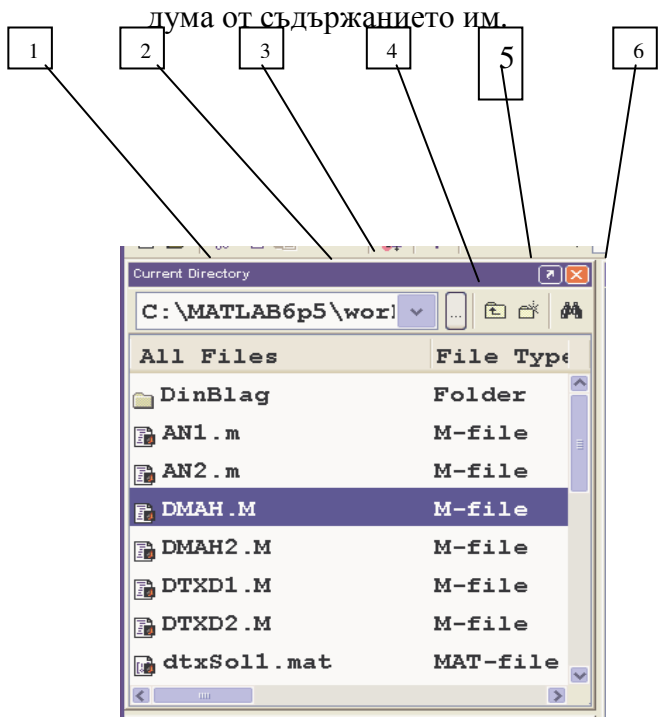 дума от съдържанието им.
1 2 3 4 5 6
Current Directory
C:\MATLAB6p5\worl ...
All Files File Type
DinBlag Folder
AN1.m M-file
AN2.m M-file
DMAH.M M-file
DMAH2.M M-file
DTXD1.M M-file
DTXD2.M M-file
dtxSol1.mat MAT-file